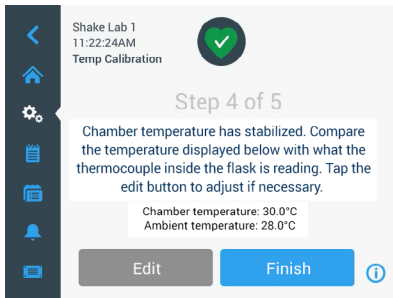 Shake Lab 1
11:22:24AM
Temp Calibration
Step 4 of 5
Chamber temperature has stabilized. Compare
the temperature displayed below with what the
thermocouple inside the flask is reading. Tap the
edit button to adjust if necessary.
Chamber temperature: 30.0°C
Ambient temperature: 28.0°C
Edit
Finish